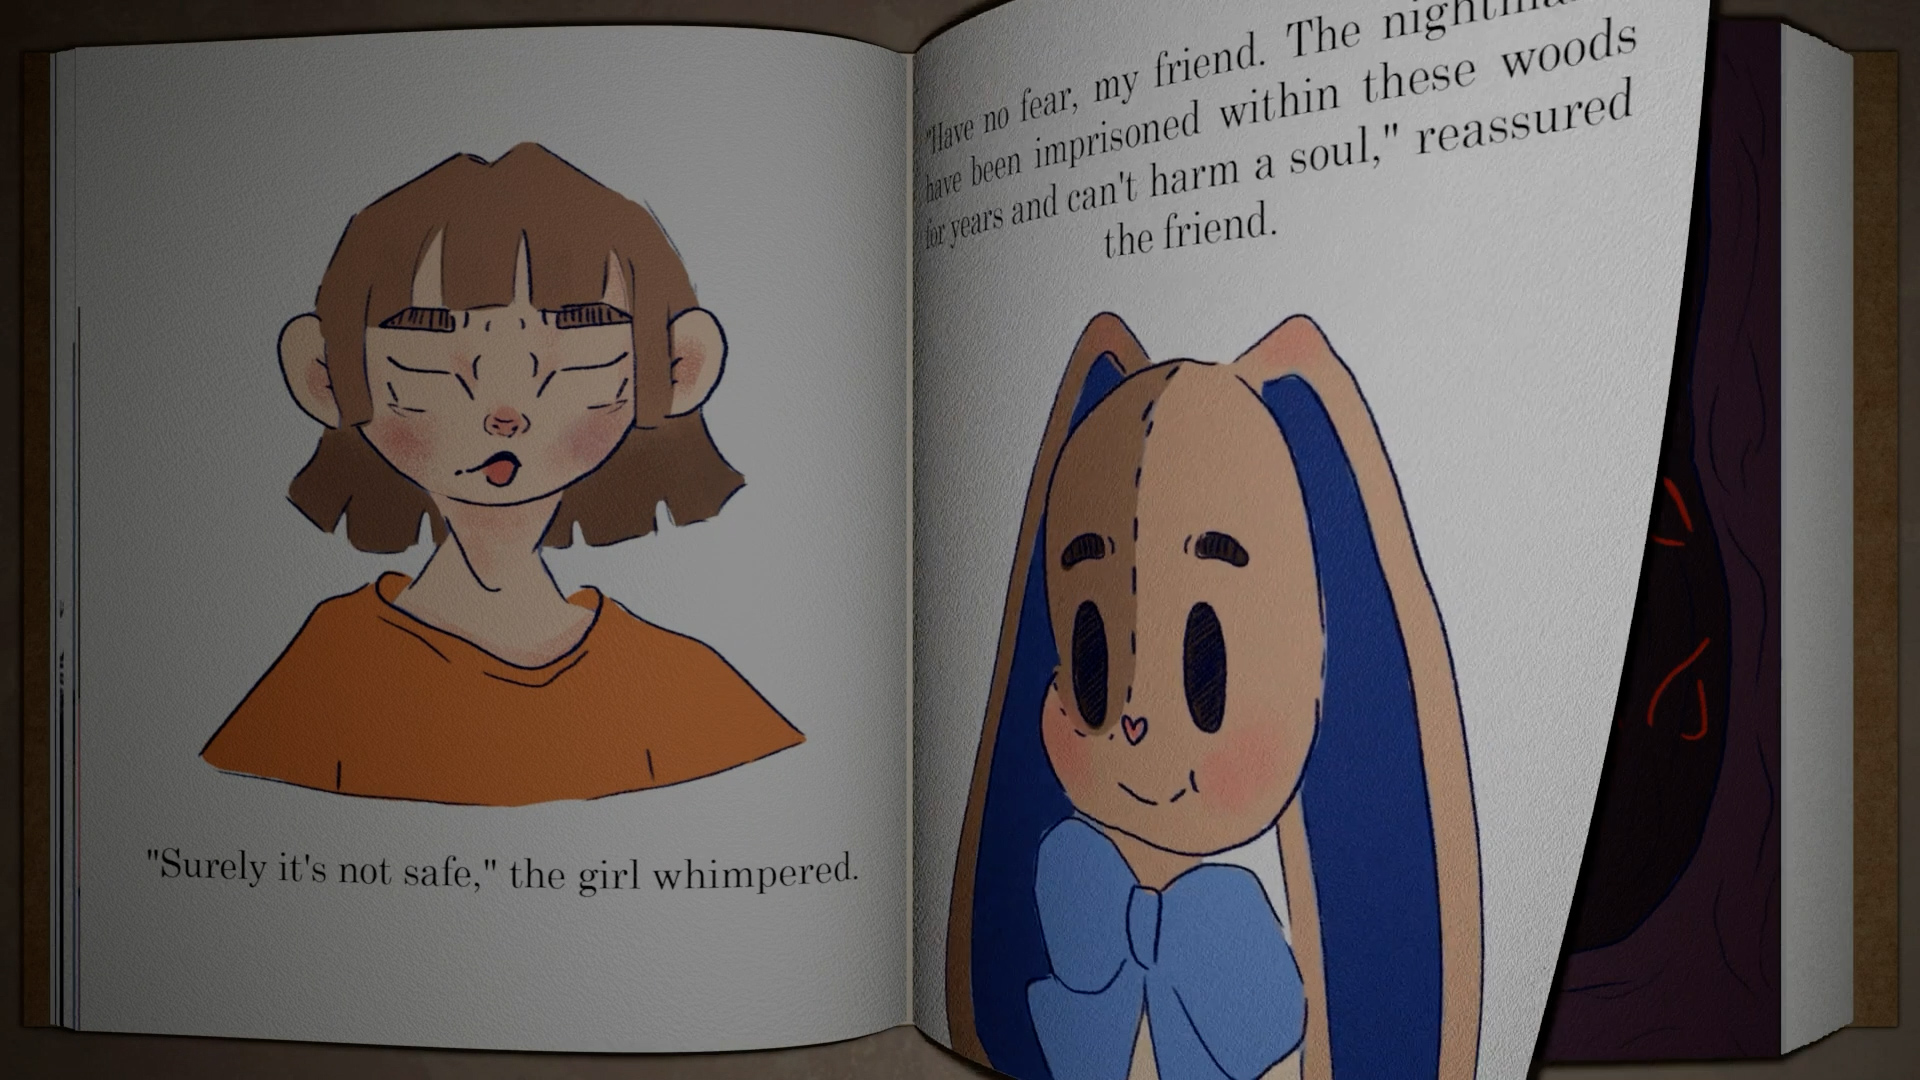 "Surely it's not safe," the girl whimpered.
"Have no fear, my friend. The
have been imprisoned within these woods
for years and can't harm a soul," reassured
the friend.